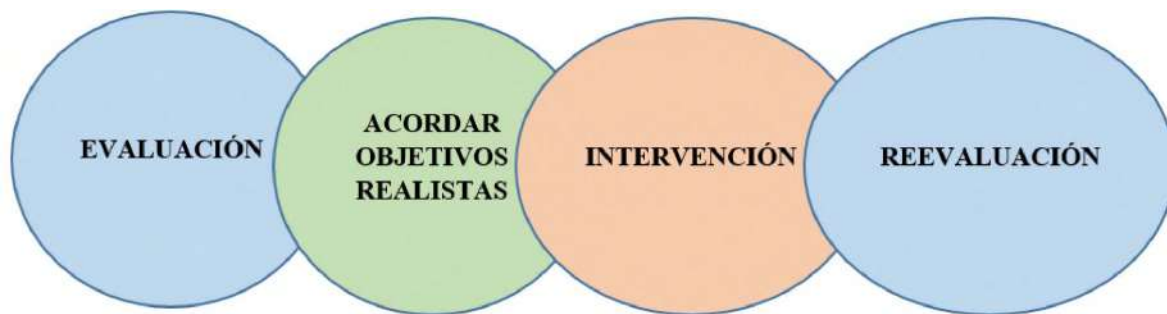 EVALUACIÓN
ACORDAR
OBJETIVOS
REALISTAS
INTERVENCIÓN
REEVALUACIÓN